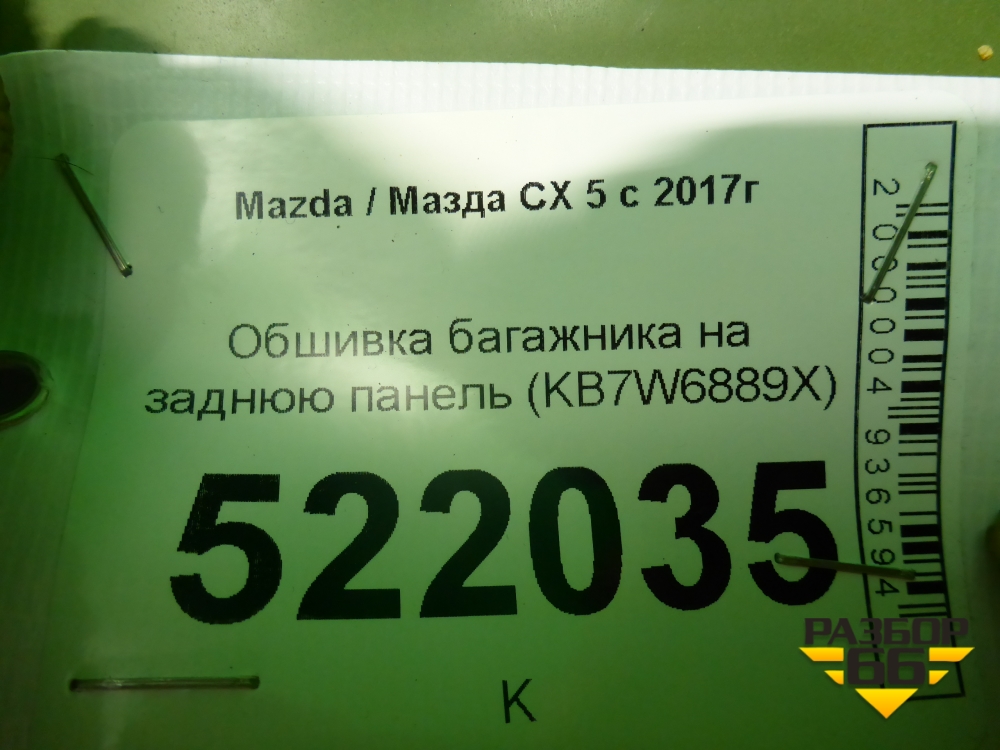 Mazda / Мазда CX 5 с 2017г
Обшивка багажника на
заднюю панель (KB7W6889X)
522035
К
2000004936594
РАЗБОР
66